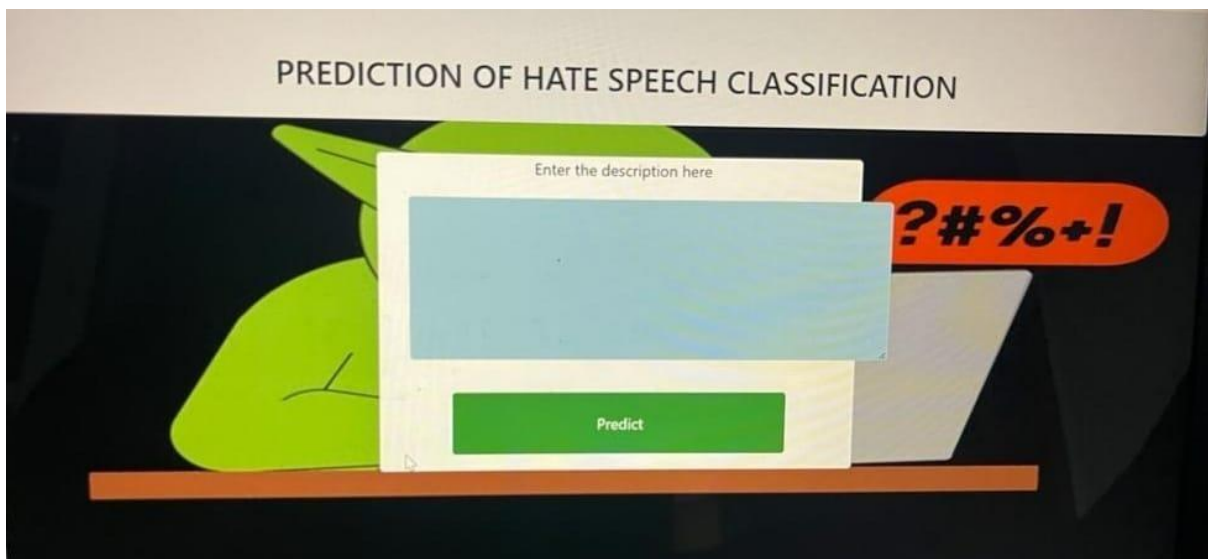 PREDICTION OF HATE SPEECH CLASSIFICATION
Enter the description here
?#%+!
Predict